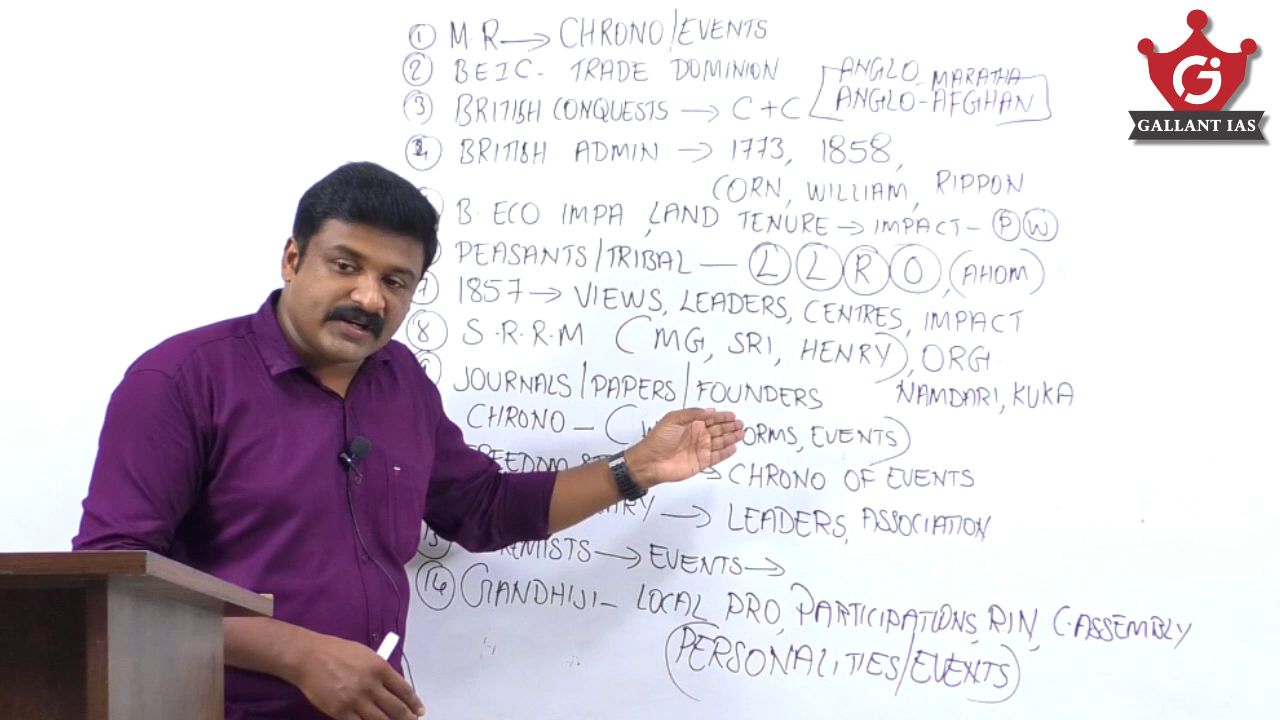 ① M.R → CHRONO/EVENTS
② BEIC - TRADE DOMINION
ANGLO - MARATHA
③ BRITISH CONQUESTS → C+C
ANGLO-AFGHAN
BRITISH ADMIN → 1773, 1858,
CORN, WILLIAM, RIPPON
B. ECO IMPA, LAND TENURE → IMPACT - Ⓟ Ⓦ
PEASANTS/TRIBAL — Ⓛ Ⓛ Ⓡ Ⓞ, (AHOM)
7 1857 → VIEWS, LEADERS, CENTRES, IMPACT
⑧ S.R.R.M (MG, SRI, HENRY), ORG
JOURNALS/PAPERS/FOUNDERS
NAMDARI, KUKA
CHRONO - ( EVENTS)
CHRONO OF EVENTS
→ LEADERS, ASSOCIATION
→ EVENTS →
⑭ GANDHIJI - LOCAL PRO, PARTICIPATIONS, RIN, C.ASSEMBLY
(PERSONALITIES/EVENTS)
G
GALLANT IAS